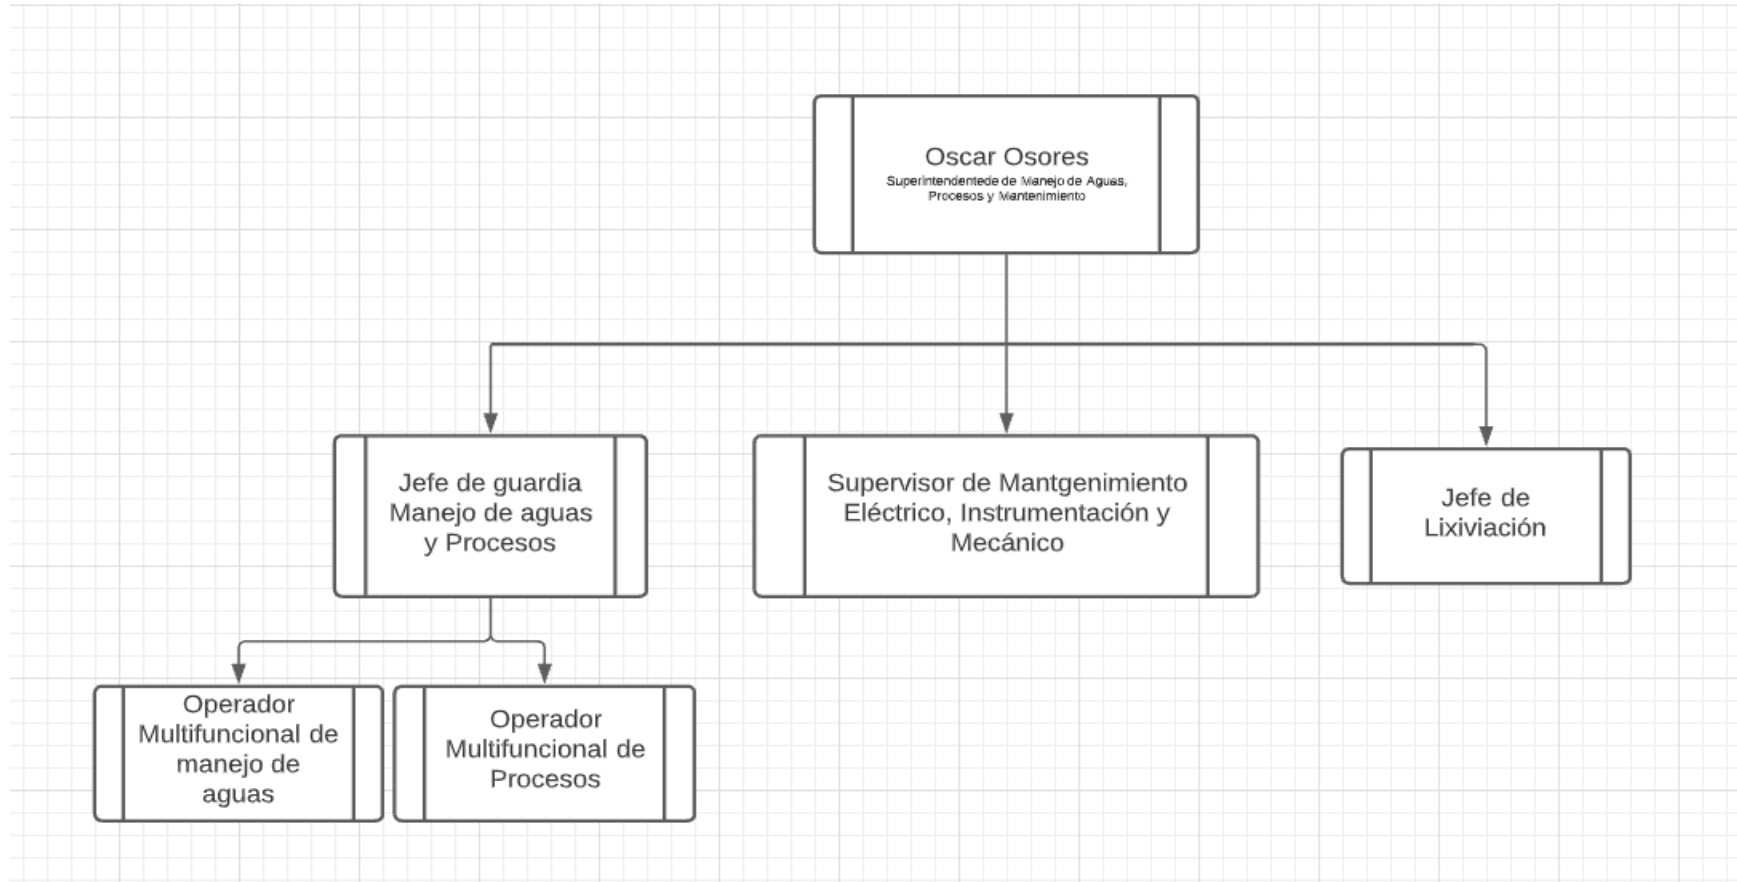 Oscar Osores
Superintendentede de Manejo de Aguas,
Procesos y Mantenimiento
Jefe de guardia
Manejo de aguas
y Procesos
Supervisor de Mantgenimiento
Eléctrico, Instrumentación y
Mecánico
Jefe de
Lixiviación
Operador
Multifuncional de
manejo de
aguas
Operador
Multifuncional de
Procesos